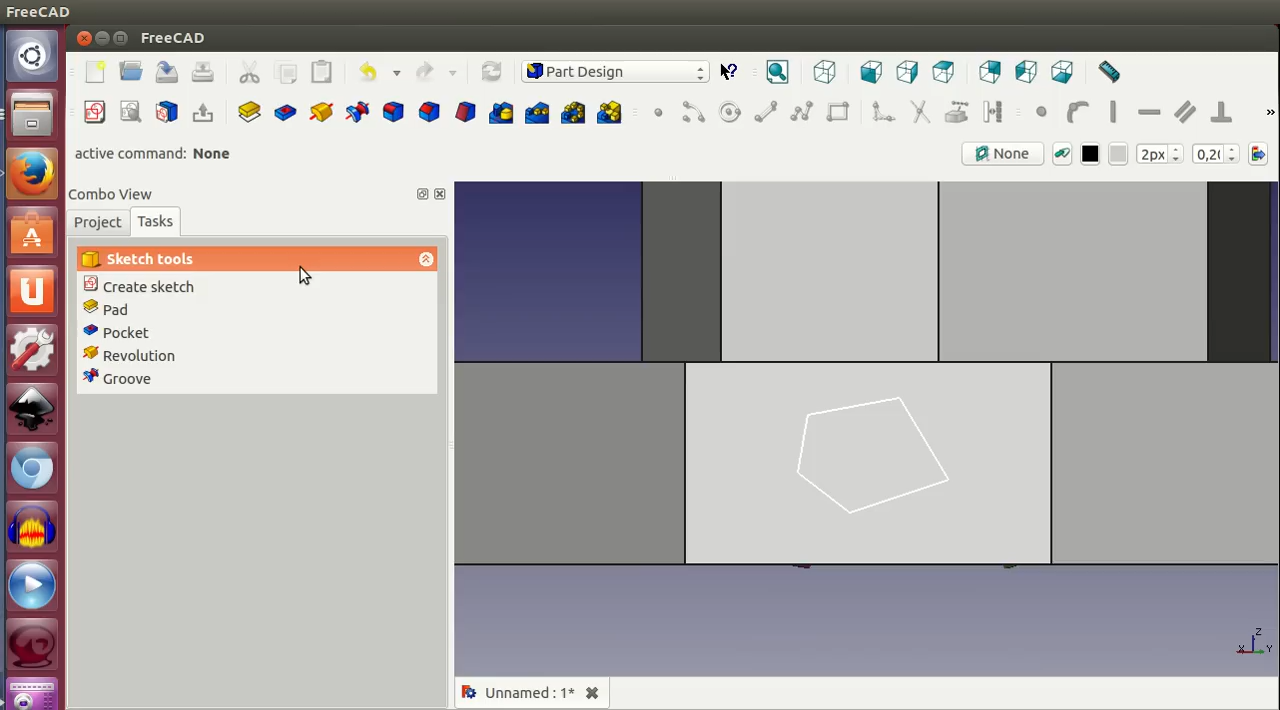 FreeCAD
FreeCAD
Part Design
active command: None
None
2px
0,20
Combo View
Project
Tasks
Sketch tools
Create sketch
Pad
Pocket
Revolution
Groove
Z
X
Y
Unnamed : 1*